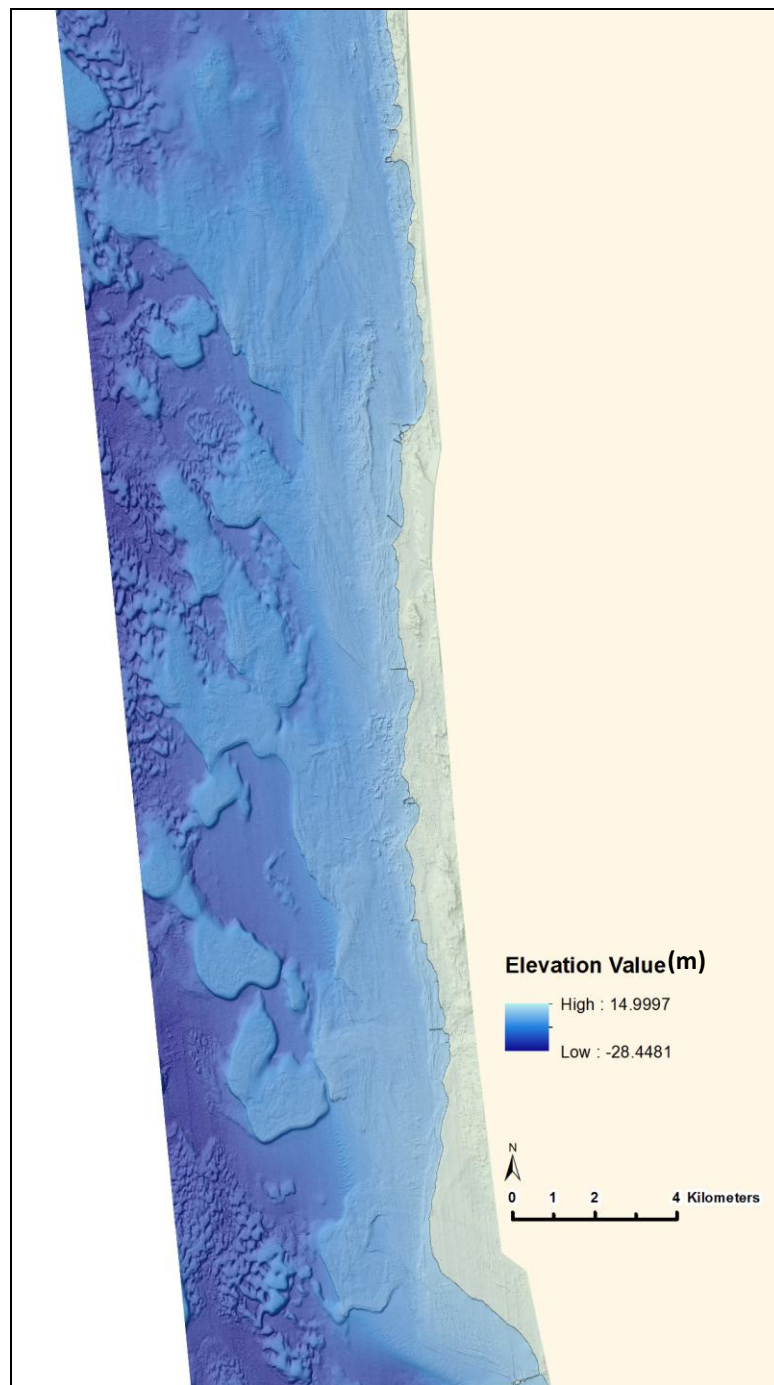 Elevation Value(m)
High : 14.9997
Low : -28.4481
N
0 1 2 4 Kilometers